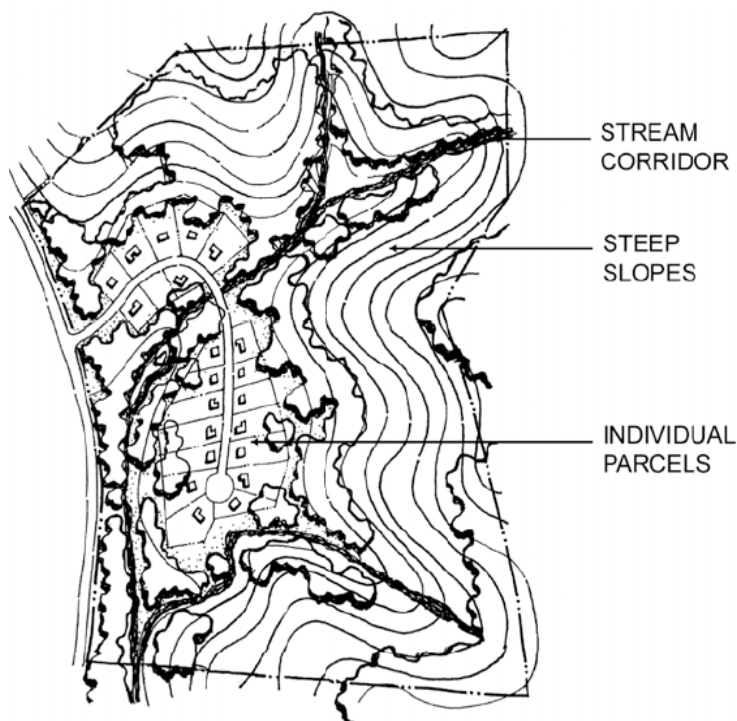 STREAM
CORRIDOR
STEEP
SLOPES
INDIVIDUAL
PARCELS